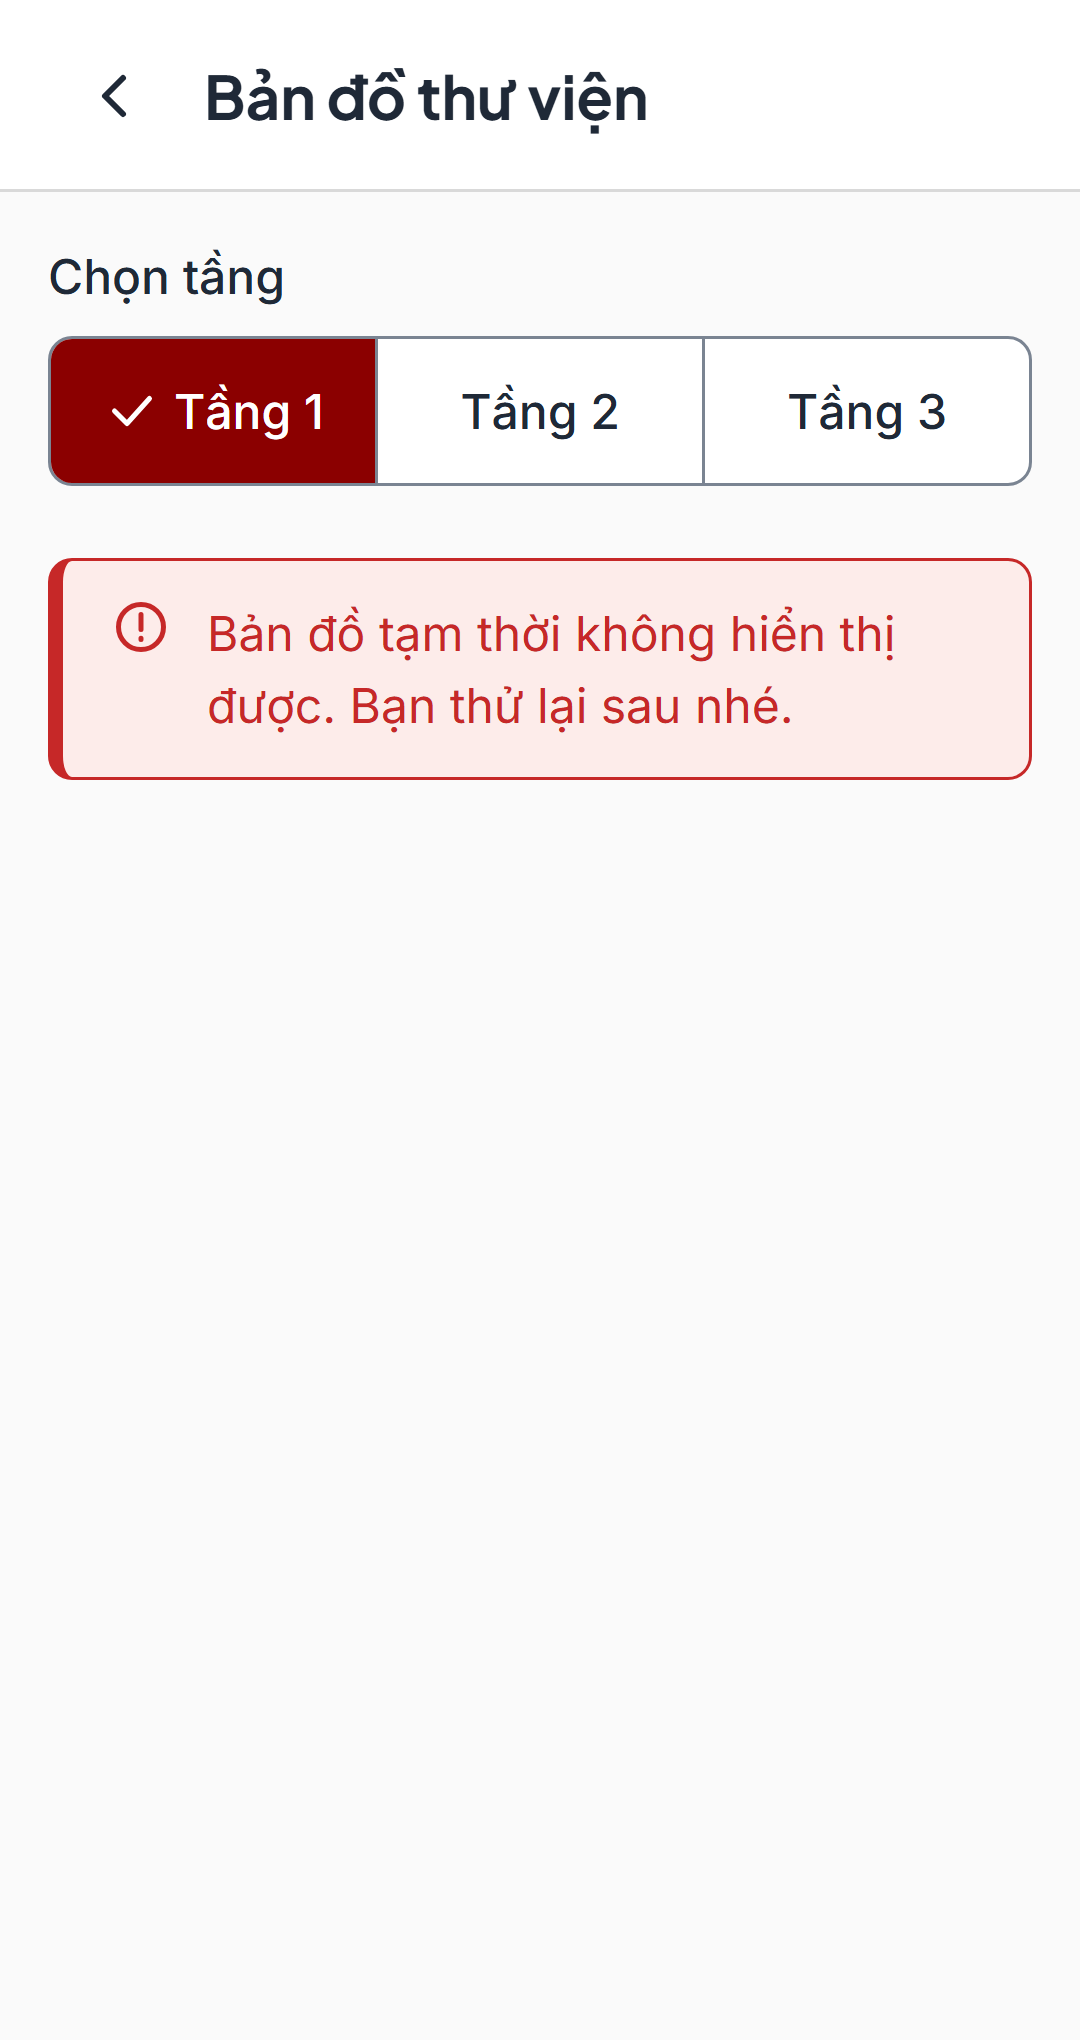 Bản đồ thư viện
Chọn tầng
Tầng 1
Tầng 2
Tầng 3
Bản đồ tạm thời không hiển thị
được. Bạn thử lại sau nhé.